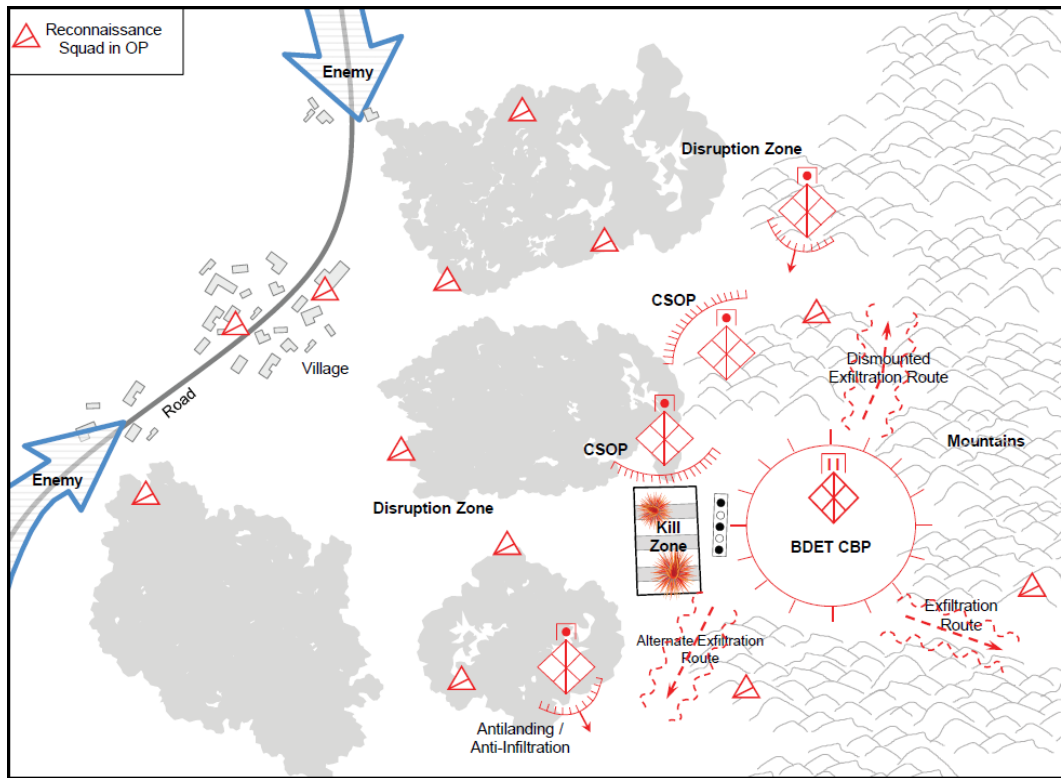 Reconnaissance
Squad in OP
Enemy
Disruption Zone
CSOP
Village
Dismounted
Exfiltration Route
Road
Mountains
CSOP
Enemy
Disruption Zone
Kill
Zone
BDET CBP
Exfiltration
Route
Alternate Exfiltration
Route
Antilanding /
Anti-Infiltration